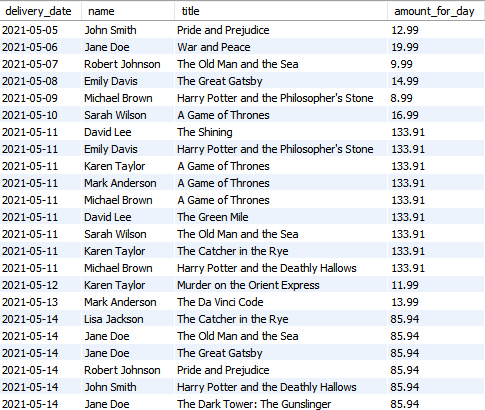 delivery_date name title amount_for_day
2021-05-05 John Smith Pride and Prejudice 12.99
2021-05-06 Jane Doe War and Peace 19.99
2021-05-07 Robert Johnson The Old Man and the Sea 9.99
2021-05-08 Emily Davis The Great Gatsby 14.99
2021-05-09 Michael Brown Harry Potter and the Philosopher's Stone 8.99
2021-05-10 Sarah Wilson A Game of Thrones 16.99
2021-05-11 David Lee The Shining 133.91
2021-05-11 Emily Davis Harry Potter and the Philosopher's Stone 133.91
2021-05-11 Karen Taylor A Game of Thrones 133.91
2021-05-11 Mark Anderson A Game of Thrones 133.91
2021-05-11 Michael Brown A Game of Thrones 133.91
2021-05-11 David Lee The Green Mile 133.91
2021-05-11 Sarah Wilson The Old Man and the Sea 133.91
2021-05-11 Karen Taylor The Catcher in the Rye 133.91
2021-05-11 Michael Brown Harry Potter and the Deathly Hallows 133.91
2021-05-12 Karen Taylor Murder on the Orient Express 11.99
2021-05-13 Mark Anderson The Da Vinci Code 13.99
2021-05-14 Lisa Jackson The Catcher in the Rye 85.94
2021-05-14 Jane Doe The Old Man and the Sea 85.94
2021-05-14 Jane Doe The Great Gatsby 85.94
2021-05-14 Robert Johnson Pride and Prejudice 85.94
2021-05-14 John Smith Harry Potter and the Deathly Hallows 85.94
2021-05-14 Jane Doe The Dark Tower: The Gunslinger 85.94